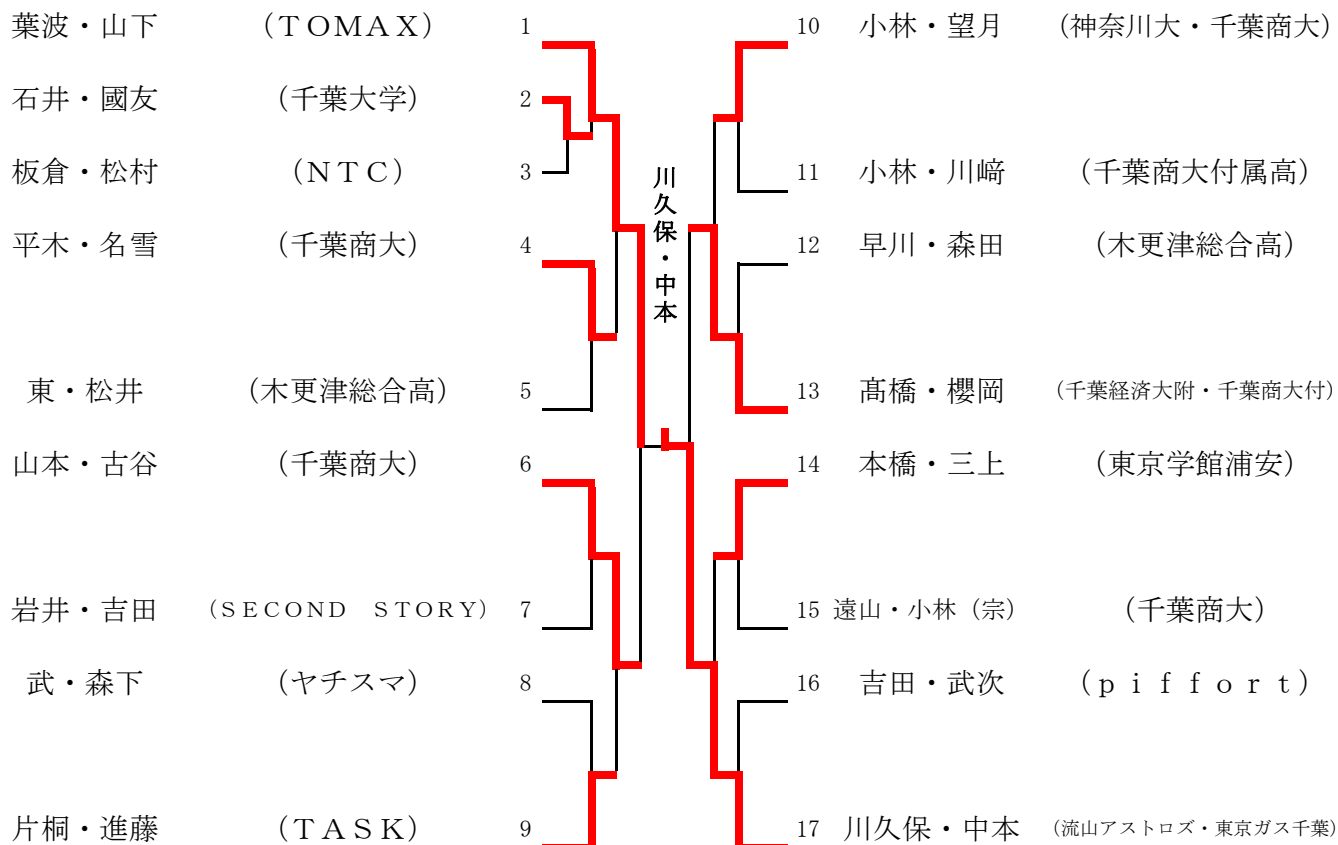 葉波・山下 （ＴＯＭＡＸ） 1
石井・國友 （千葉大学） 2
板倉・松村 （ＮＴＣ） 3
平木・名雪 （千葉商大） 4
東・松井 （木更津総合高） 5
山本・古谷 （千葉商大） 6
岩井・吉田 （ＳＥＣＯＮＤ　ＳＴＯＲＹ） 7
武・森下 （ヤチスマ） 8
片桐・進藤 （ＴＡＳＫ） 9
川久保・中本
10 小林・望月 （神奈川大・千葉商大）
11 小林・川﨑 （千葉商大付属高）
12 早川・森田 （木更津総合高）
13 髙橋・櫻岡 （千葉経済大附・千葉商大付）
14 本橋・三上 （東京学館浦安）
15 遠山・小林（宗） （千葉商大）
16 吉田・武次 （ｐｉｆｆｏｒｔ）
17 川久保・中本 （流山アストロズ・東京ガス千葉）